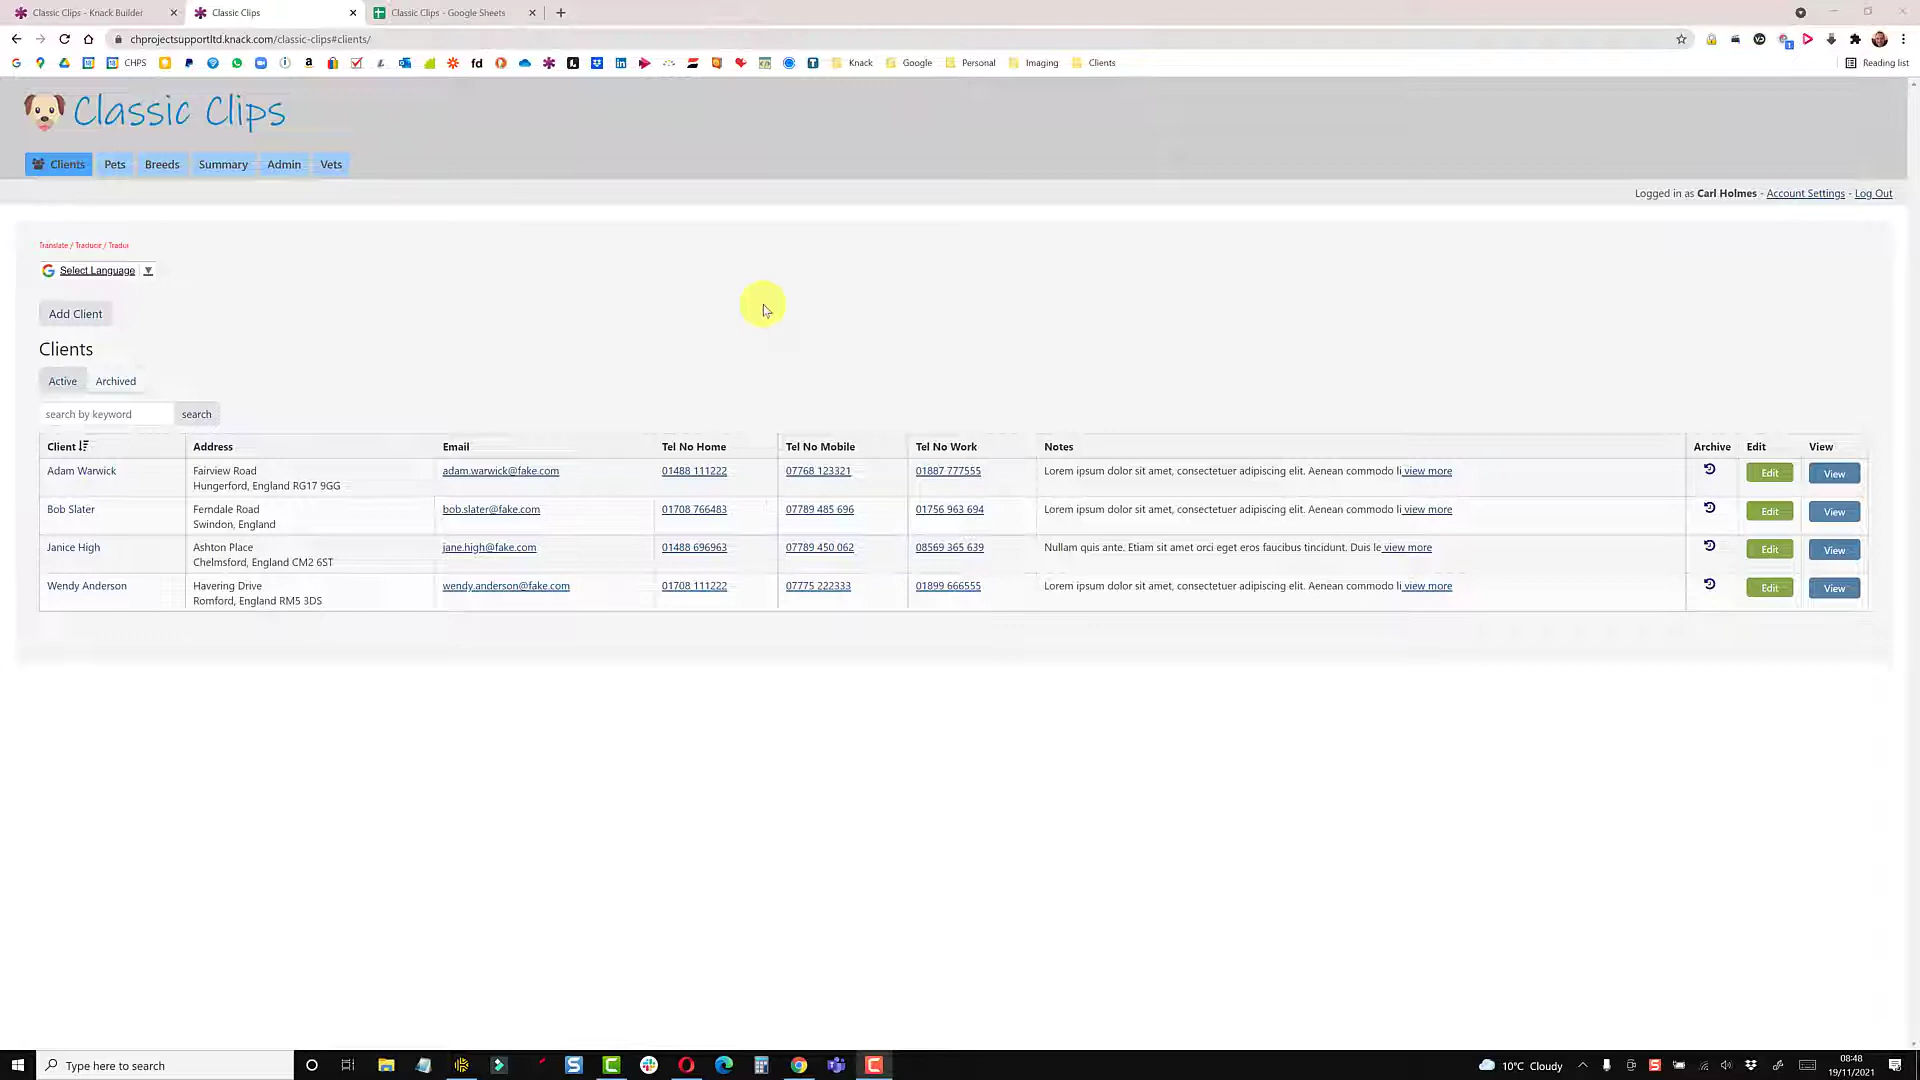 Classic Clips - Knack Builder
Classic Clips
Classic Clips - Google Sheets
chprojectsupportltd.knack.com/classic-clips#clients/
CHPS
fd
Knack
Google
Personal
Imaging
Clients
Reading list
Classic Clips
Clients Pets Breeds Summary Admin Vets
Logged in as Carl Holmes - Account Settings - Log Out
Translate / Traducir / Traduı
Select Language
Add Client
Clients
Active Archived
search by keyword search
Client Address Email Tel No Home Tel No Mobile Tel No Work Notes Archive Edit View
Adam Warwick Fairview Road adam.warwick@fake.com 01488 111222 07768 123321 01887 777555 Lorem ipsum dolor sit amet, consectetuer adipiscing elit. Aenean commodo li view more Edit View
Hungerford, England RG17 9GG
Bob Slater Ferndale Road bob.slater@fake.com 01708 766483 07789 485 696 01756 963 694 Lorem ipsum dolor sit amet, consectetuer adipiscing elit. Aenean commodo li view more Edit View
Swindon, England
Janice High Ashton Place jane.high@fake.com 01488 696963 07789 450 062 08569 365 639 Nullam quis ante. Etiam sit amet orci eget eros faucibus tincidunt. Duis le view more Edit View
Chelmsford, England CM2 6ST
Wendy Anderson Havering Drive wendy.anderson@fake.com 01708 111222 07775 222333 01899 666555 Lorem ipsum dolor sit amet, consectetuer adipiscing elit. Aenean commodo li view more Edit View
Romford, England RM5 3DS
Type here to search
10°C Cloudy
08:48
19/11/2021